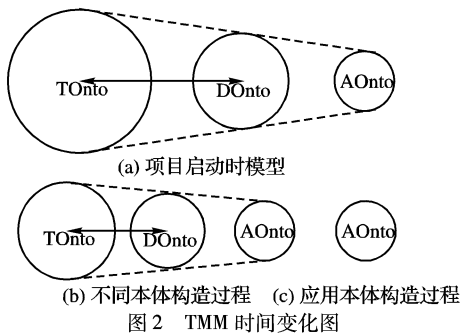 TOnto DOnto AOnto
(a) 项目启动时模型
TOnto DOnto AOnto AOnto
(b) 不同本体构造过程 (c) 应用本体构造过程
图 2 TMM 时间变化图